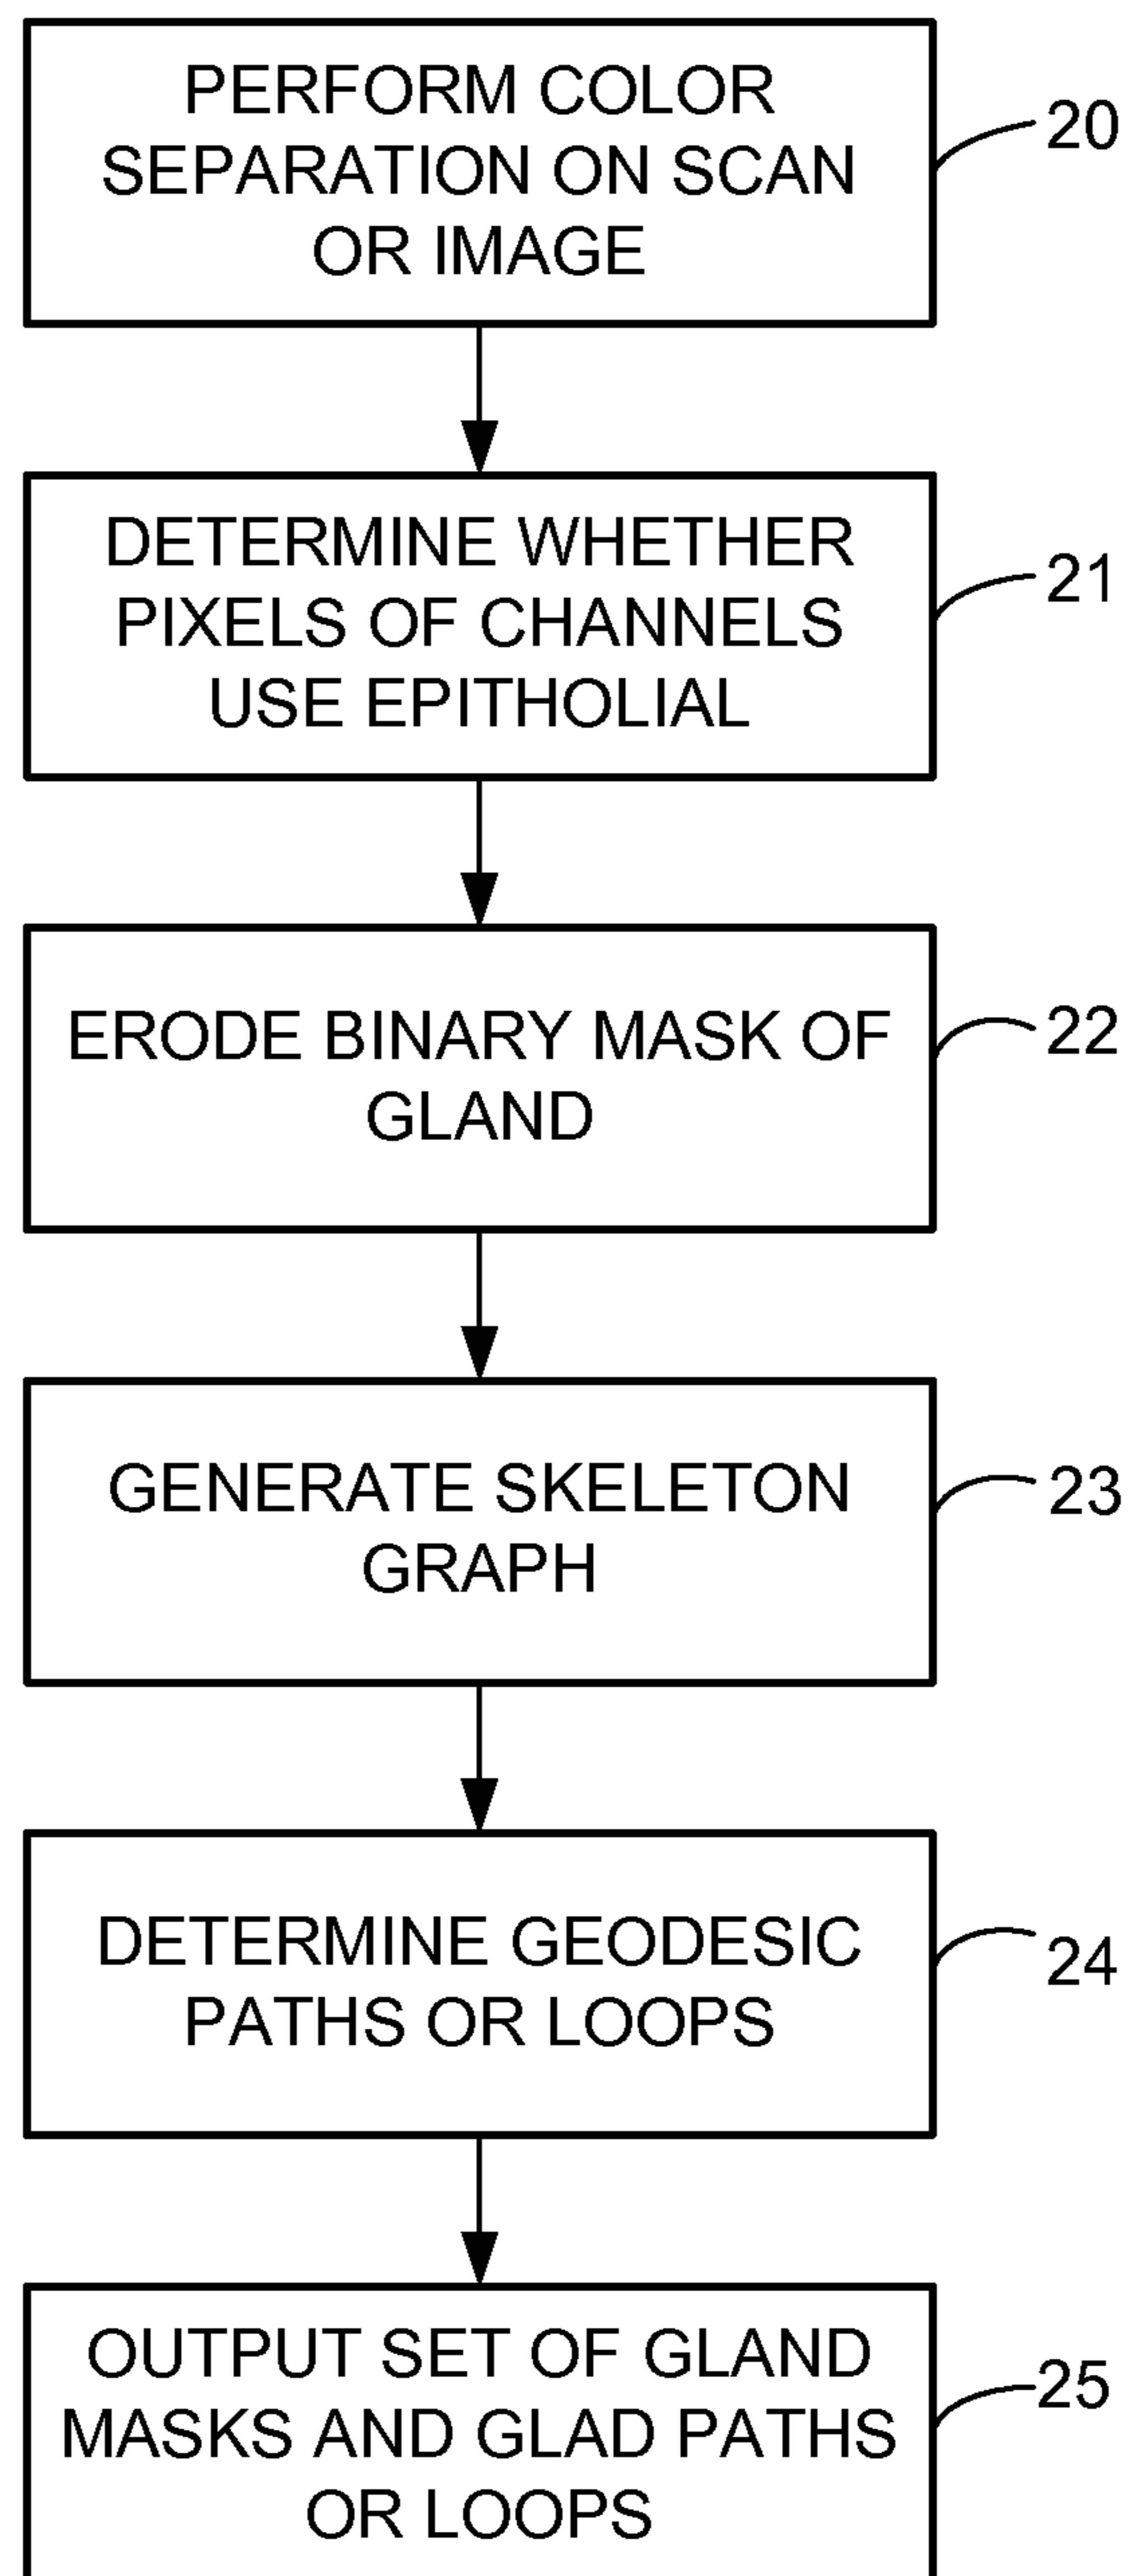 PERFORM COLOR
SEPARATION ON SCAN
OR IMAGE
20
DETERMINE WHETHER
PIXELS OF CHANNELS
USE EPITHOLIAL
21
ERODE BINARY MASK OF
GLAND
22
GENERATE SKELETON
GRAPH
23
DETERMINE GEODESIC
PATHS OR LOOPS
24
OUTPUT SET OF GLAND
MASKS AND GLAD PATHS
OR LOOPS
25